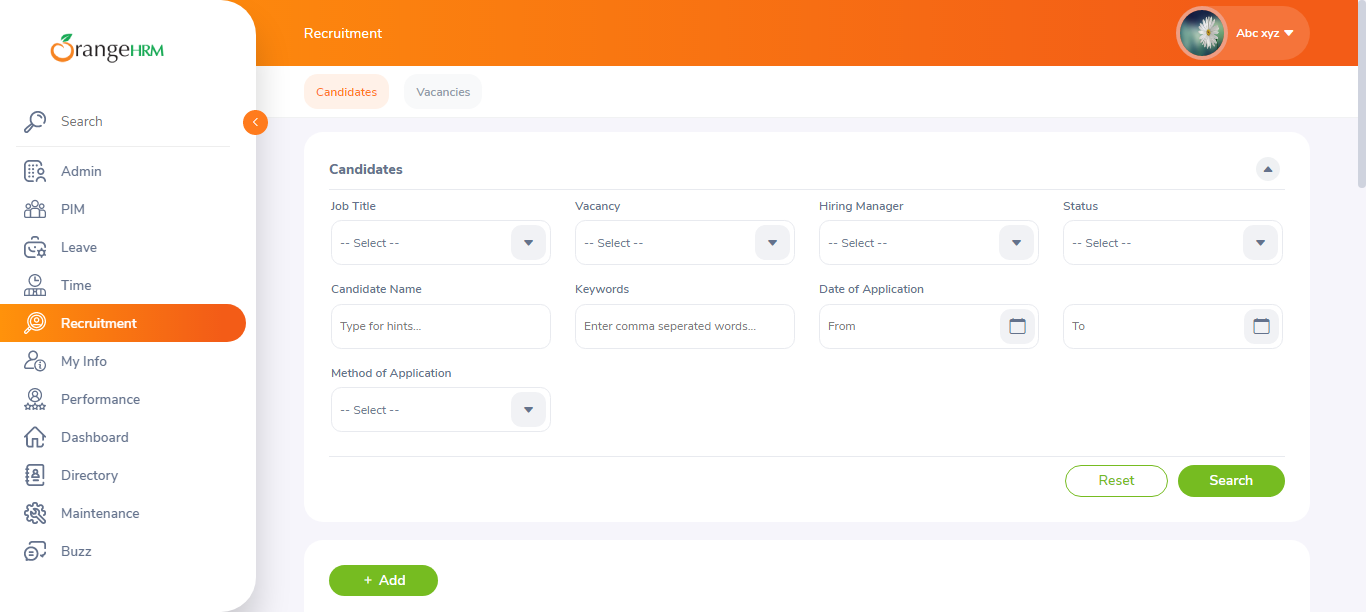 OrangeHRM
Recruitment
Abc xyz
Candidates
Vacancies
Search
Admin
PIM
Leave
Time
Recruitment
My Info
Performance
Dashboard
Directory
Maintenance
Buzz
Candidates
Job Title
Vacancy
Hiring Manager
Status
-- Select --
-- Select --
-- Select --
-- Select --
Candidate Name
Keywords
Date of Application
Type for hints...
Enter comma seperated words...
From
To
Method of Application
-- Select --
Reset
Search
+ Add